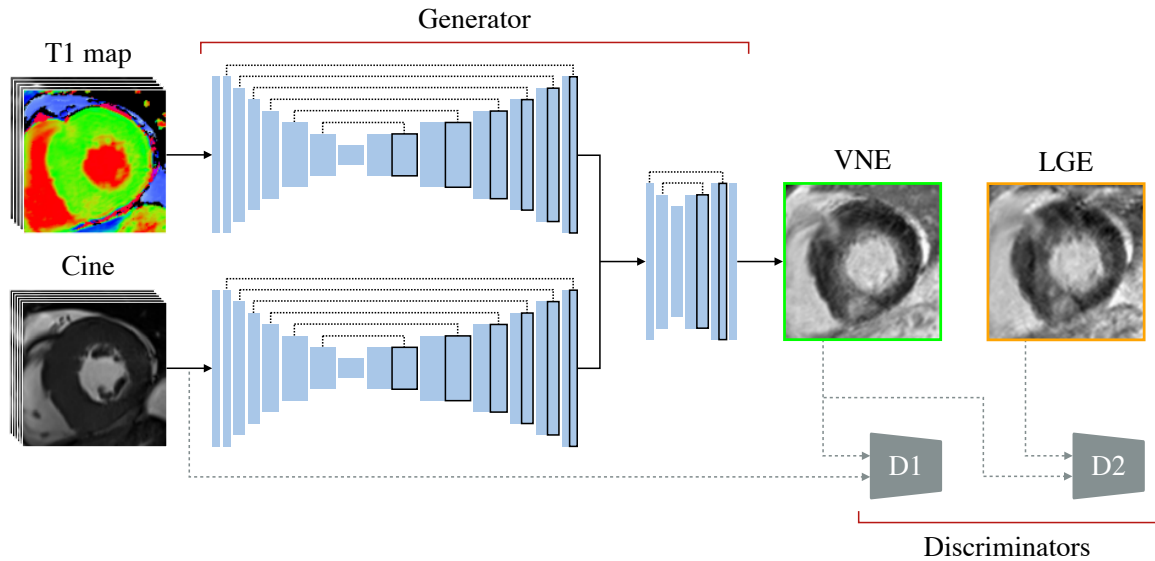 Generator
T1 map
Cine
VNE
LGE
D1
D2
Discriminators